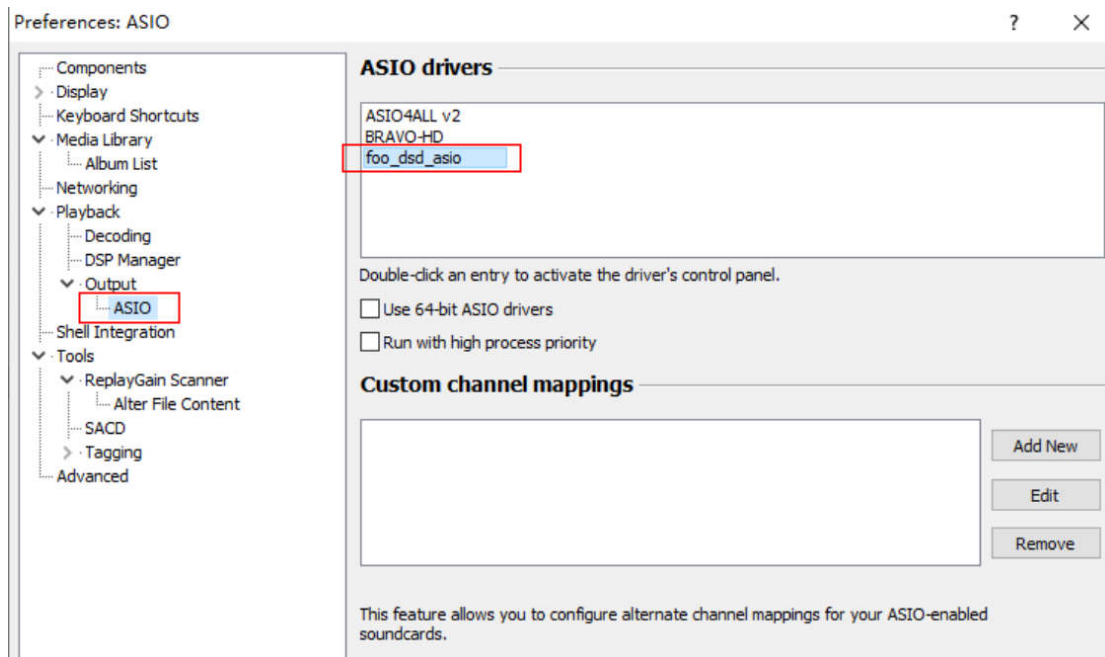 Preferences: ASIO
?
Components
Display
Keyboard Shortcuts
Media Library
Album List
Networking
Playback
Decoding
DSP Manager
Output
ASIO
Shell Integration
Tools
ReplayGain Scanner
Alter File Content
SACD
Tagging
Advanced
ASIO drivers
ASIO4ALL v2
BRAVO-HD
foo_dsd_asio
Double-click an entry to activate the driver's control panel.
Use 64-bit ASIO drivers
Run with high process priority
Custom channel mappings
Add New
Edit
Remove
This feature allows you to configure alternate channel mappings for your ASIO-enabled
soundcards.